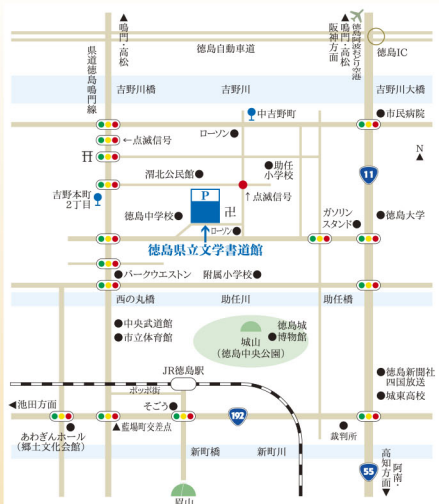 ▲鳴門・高松
▲鳴門・高松
阪神方面
徳島阿波おどり空港
徳島自動車道
徳島IC
県道徳島鳴門線
吉野川橋
吉野川
吉野川大橋
中吉野町
市民病院
ローソン
←点滅信号
N
渭北公民館
助任
小学校
11
吉野本町
2丁目
P
↑点滅信号
徳島中学校
卍
ガソリン
スタンド
徳島大学
ローソン
徳島県立文学書道館
パークウエストン
附属小学校
西の丸橋
助任川
助任橋
中央武道館
市立体育館
徳島城
博物館
城山
(徳島中央公園)
JR徳島駅
徳島新聞社
四国放送
城東高校
ポッポ街
◀池田方面
そごう
192
あわぎんホール
(郷土文化会館)
▲藍場町交差点
裁判所
新町橋
新町川
阿南・
高知方面▼
55
眉山